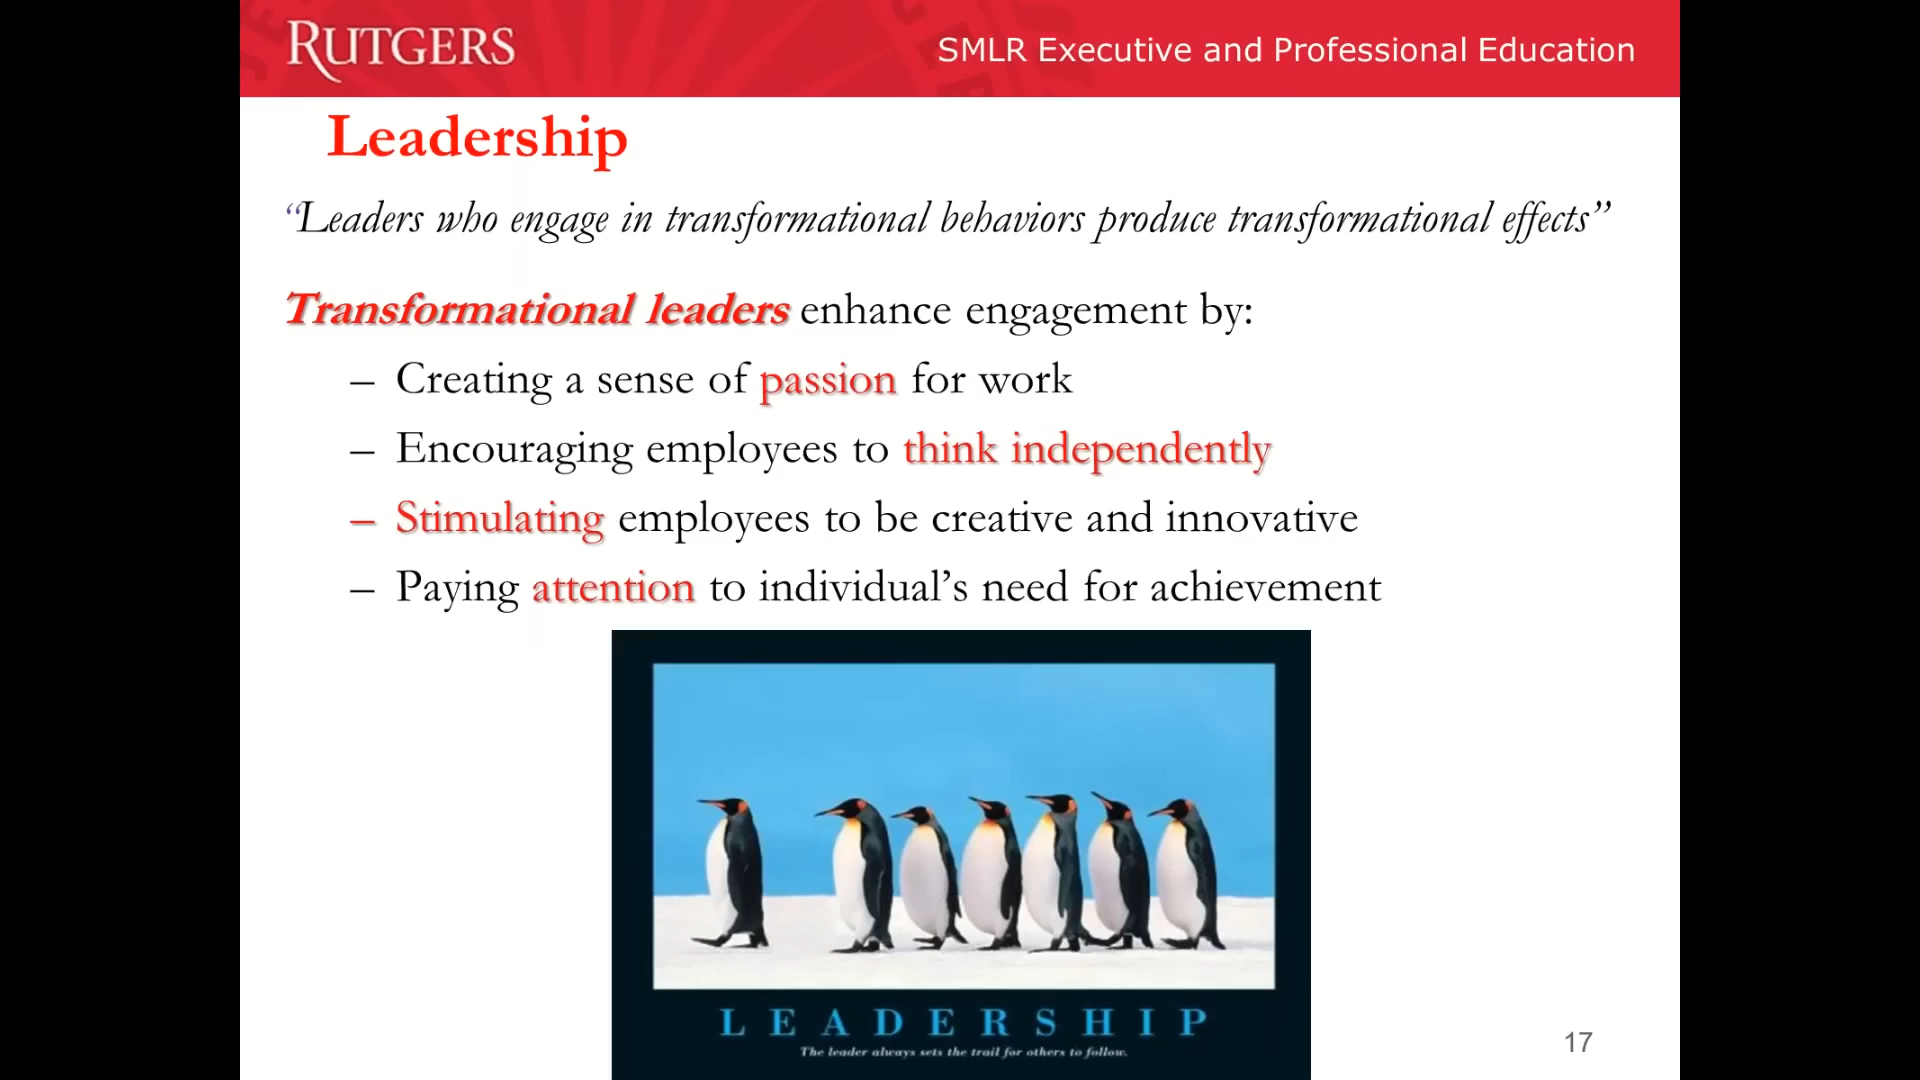 RUTGERS
SMLR Executive and Professional Education
Leadership
“Leaders who engage in transformational behaviors produce transformational effects”
Transformational leaders enhance engagement by:
– Creating a sense of passion for work
– Encouraging employees to think independently
– Stimulating employees to be creative and innovative
– Paying attention to individual’s need for achievement
LEADERSHIP
The leader always sets the trail for others to follow.
17